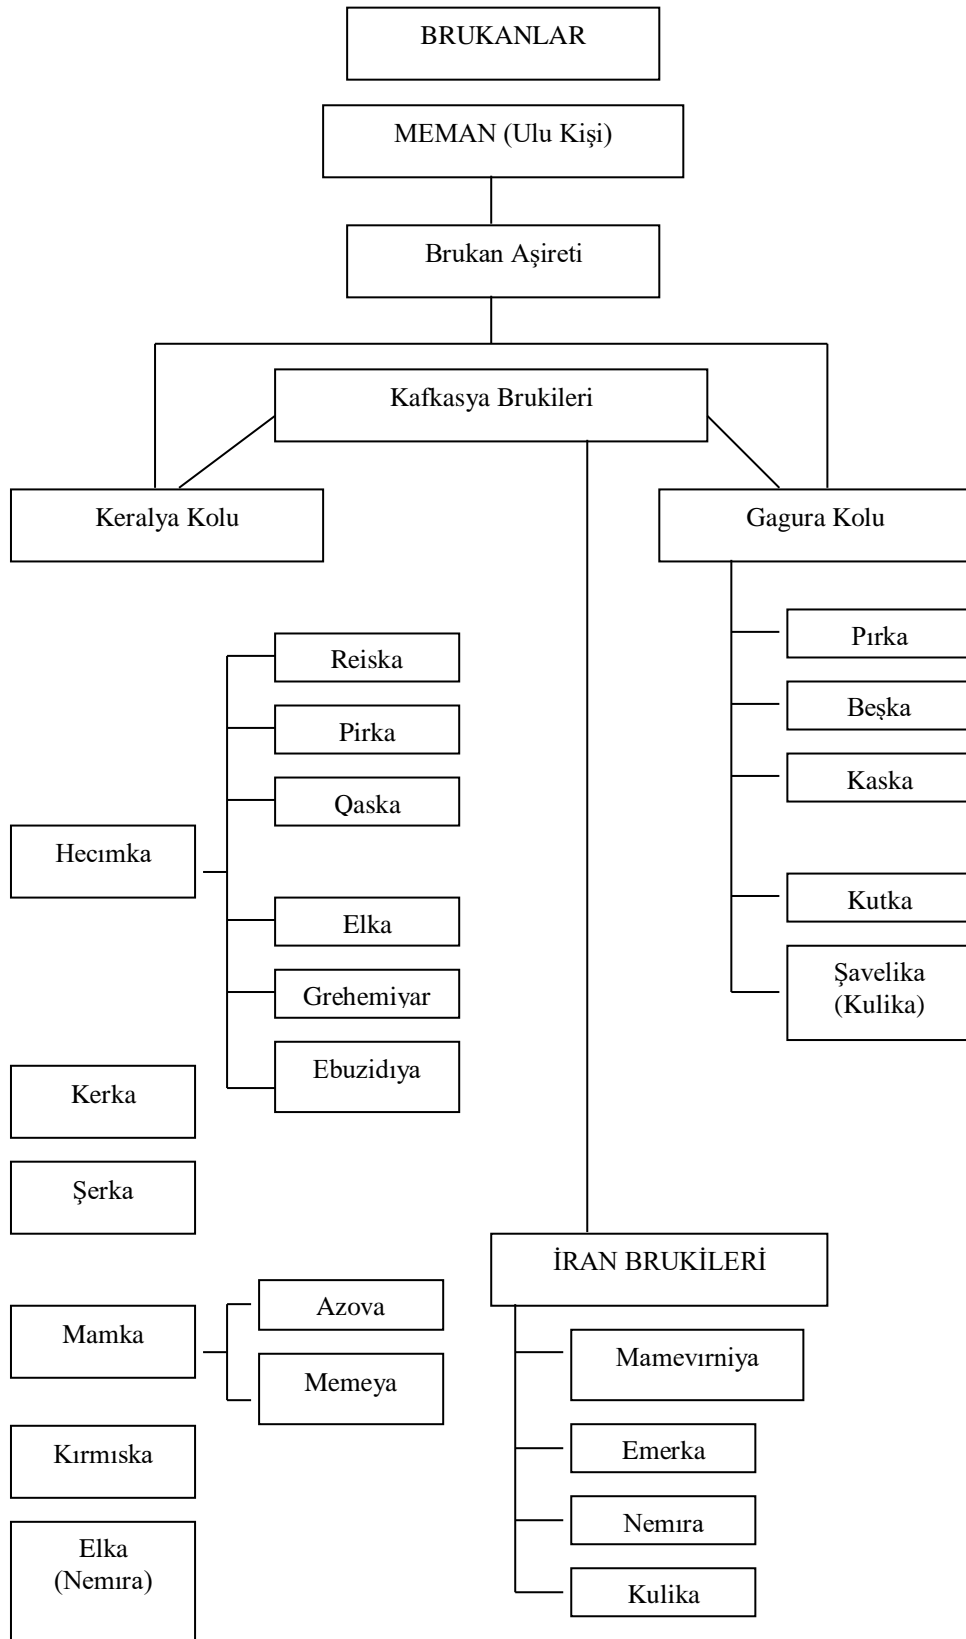 BRUKANLAR
MEMAN (Ulu Kişi)
Brukan Aşireti
Kafkasya Brukileri
Keralya Kolu
Gagura Kolu
Hecımka
Reiska
Pirka
Qaska
Elka
Grehemiyar
Ebuzidıya
Kerka
Şerka
Mamka
Azova
Memeya
Kırmıska
Elka
(Nemıra)
Pırka
Beşka
Kaska
Kutka
Şavelika
(Kulika)
İRAN BRUKİLERİ
Mamevırniya
Emerka
Nemıra
Kulika